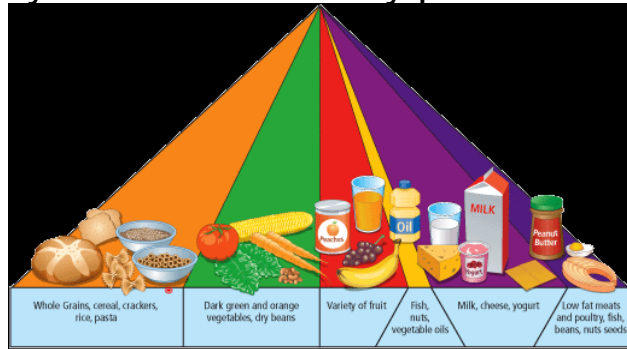 Peaches
Oil
MILK
Yogurt
Peanut
Butter
Whole Grains, cereal, crackers,
rice, pasta
Dark green and orange
vegetables, dry beans
Variety of fruit
Fish,
nuts,
vegetable oils
Milk, cheese, yogurt
Low fat meats
and poultry, fish,
beans, nuts seeds